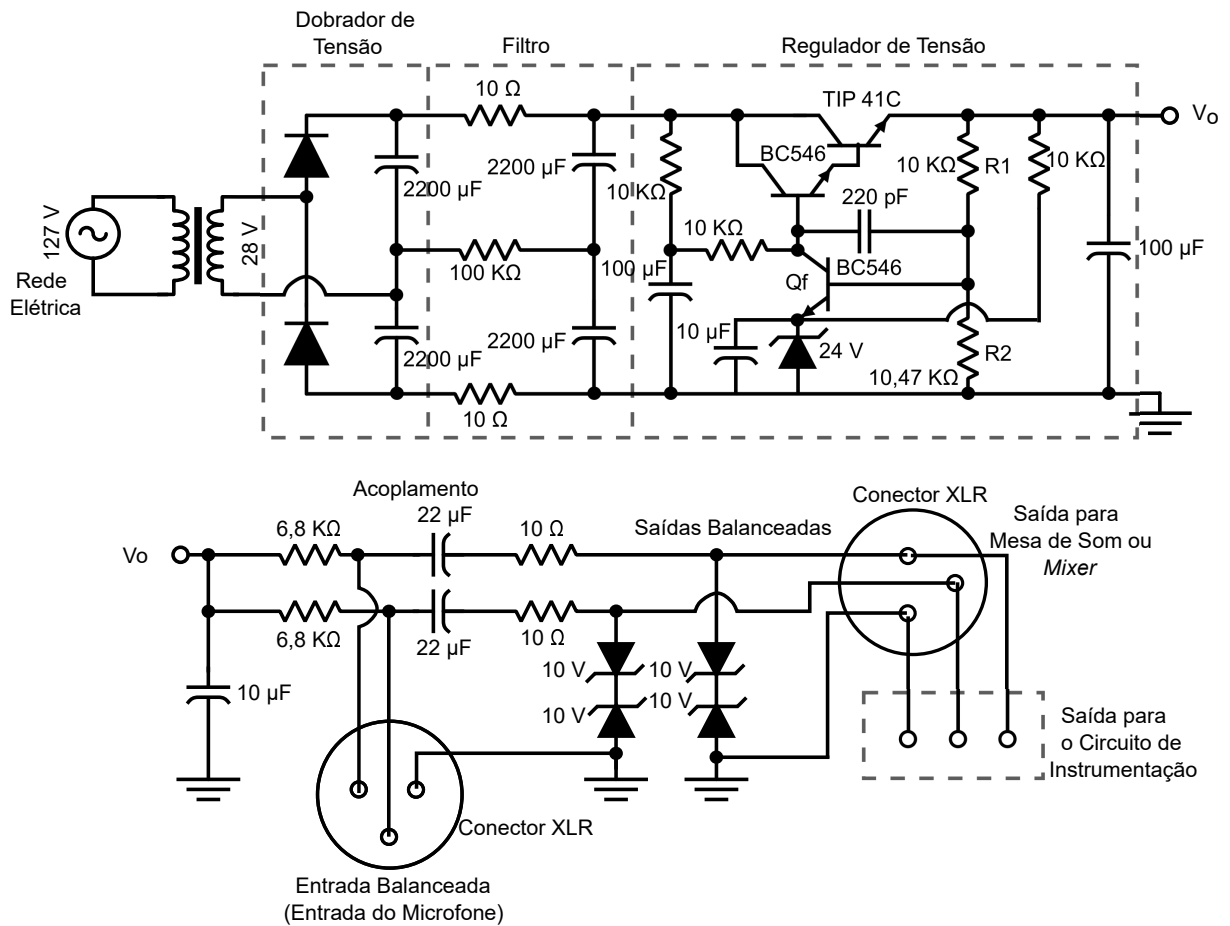 Dobrador de
Tensão
Filtro
Regulador de Tensão
10 Ω
TIP 41C
Vo
BC546
2200 µF
2200 µF
10 KΩ
10 KΩ
R1
10 KΩ
220 pF
127 V
28 V
10 KΩ
Rede
Elétrica
100 KΩ
100 µF
Qf
BC546
100 µF
2200 µF
2200 µF
10 µF
24 V
R2
10,47 KΩ
10 Ω
Acoplamento
Conector XLR
22 µF
6,8 KΩ
10 Ω
Saídas Balanceadas
Saída para
Mesa de Som ou
Mixer
Vo
6,8 KΩ
22 µF
10 Ω
10 V
10 V
10 µF
10 V
10 V
Saída para
o Circuito de
Instrumentação
Conector XLR
Entrada Balanceada
(Entrada do Microfone)